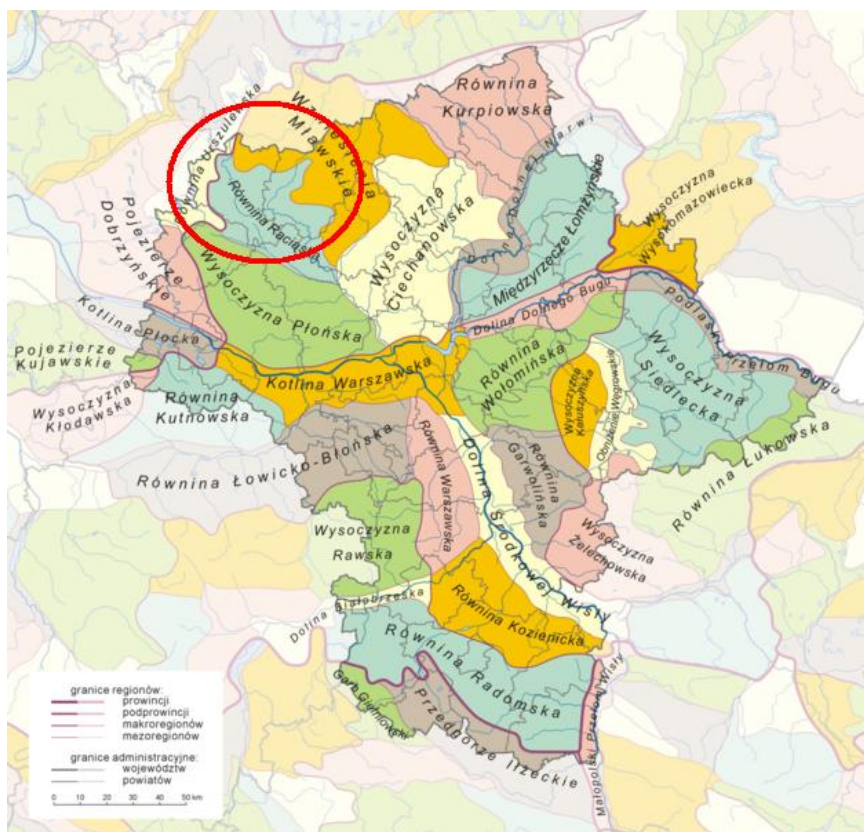 Równina Kurpiowska
Wzniesienia Mławskie
Równina Urszulewska
Dolina Dolnej Narwi
Równina Raciąska
Wysoczyzna Ciechanowska
Międzyrzecze Łomżyńskie
Wysoczyzna Wysokomazowiecka
Pojezierze Dobrzyńskie
Wysoczyzna Płońska
Dolina Dolnego Bugu
Podlaski Przełom Bugu
Kotlina Płocka
Pojezierze Kujawskie
Kotlina Warszawska
Równina Wołomińska
Wysoczyzna Kałuszyńska
Obniżenie Węgrowskie
Wysoczyzna Siedlecka
Wysoczyzna Kłodawska
Równina Kutnowska
Równina Łowicko-Błońska
Równina Warszawska
Dolina Środkowej Wisły
Równina Garwolińska
Równina Łukowska
Wysoczyzna Rawska
Wysoczyzna Żelechowska
Dolina Białobrzeska
Równina Kozienicka
Równina Radomska
Garb Gielniowski
Przedgórze Iłżeckie
Małopolski Przełom Wisły
granice regionów:
prowincji
podprowincji
makroregionów
mezoregionów
granice administracyjne:
województw
powiatów
0 10 20 30 40 50 km